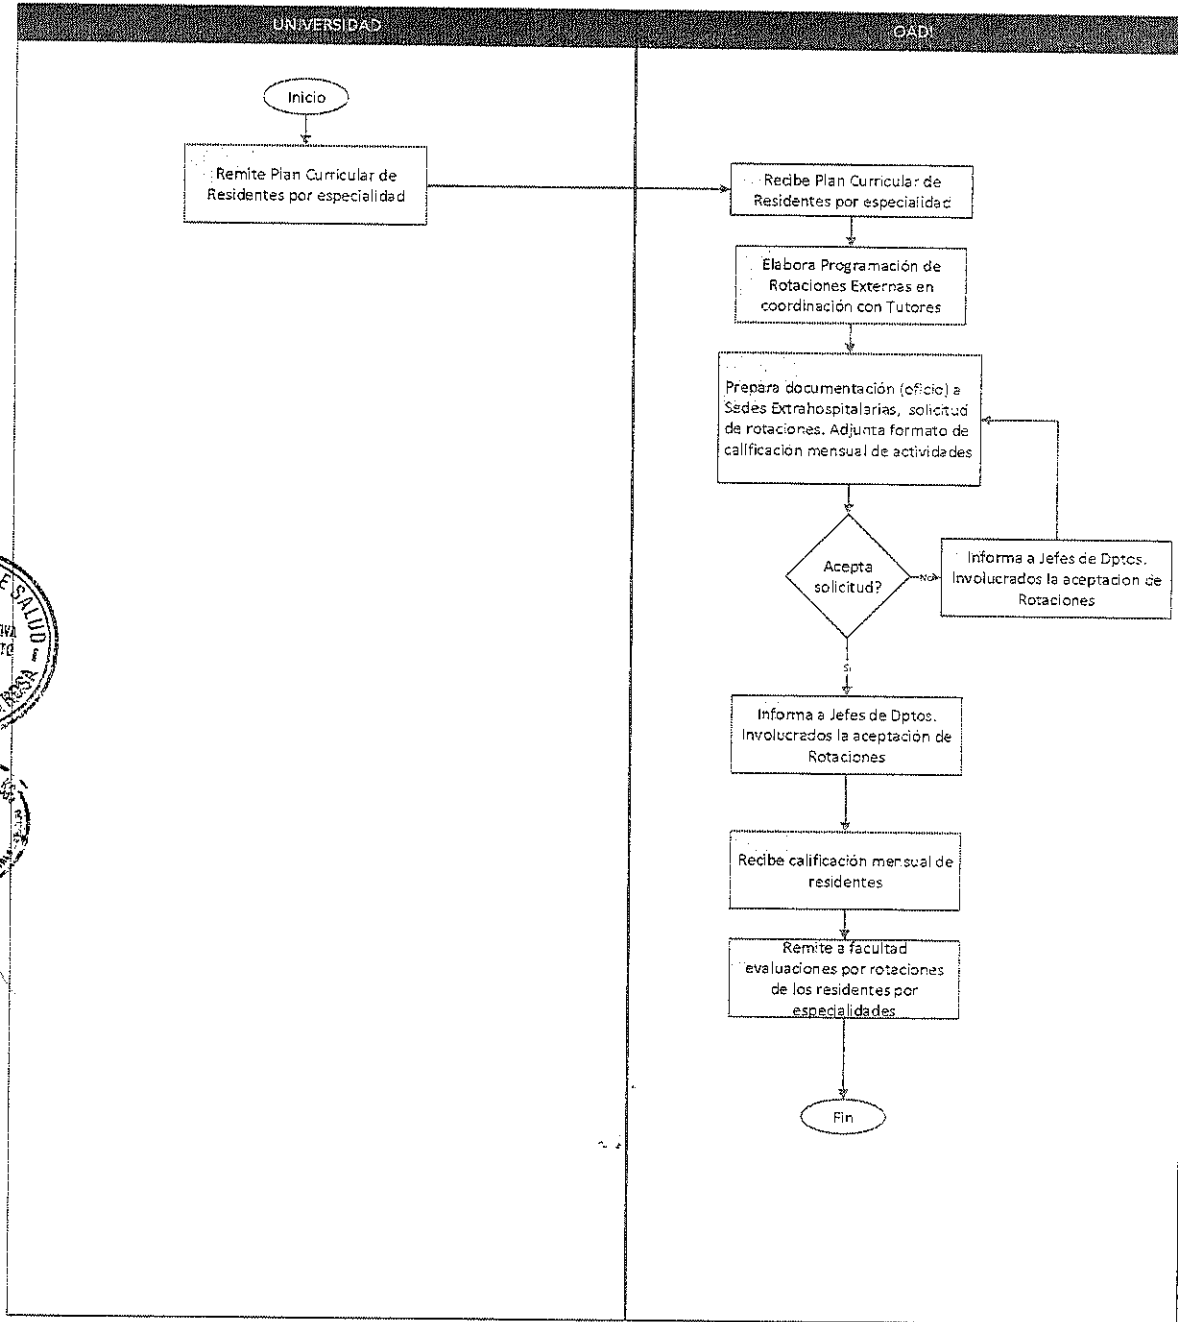 UNIVERSIDAD
OADI
Inicio
Remite Plan Curricular de
Residentes por especialidad
Recibe Plan Curricular de
Residentes por especialidad
Elabora Programación de
Rotaciones Externas en
coordinación con Tutores
Prepara documentación (oficio) a
Sedes Extrahospitalarias, solicitud
de rotaciones. Adjunta formato de
calificación mensual de actividades
Acepta
solicitud?
No
Informa a Jefes de Dptos.
Involucrados la aceptacion de
Rotaciones
Si
Informa a Jefes de Dptos.
Involucrados la aceptación de
Rotaciones
Recibe calificación mensual de
residentes
Remite a facultad
evaluaciones por rotaciones
de los residentes por
especialidades
Fin
E SALUD -
ROSA